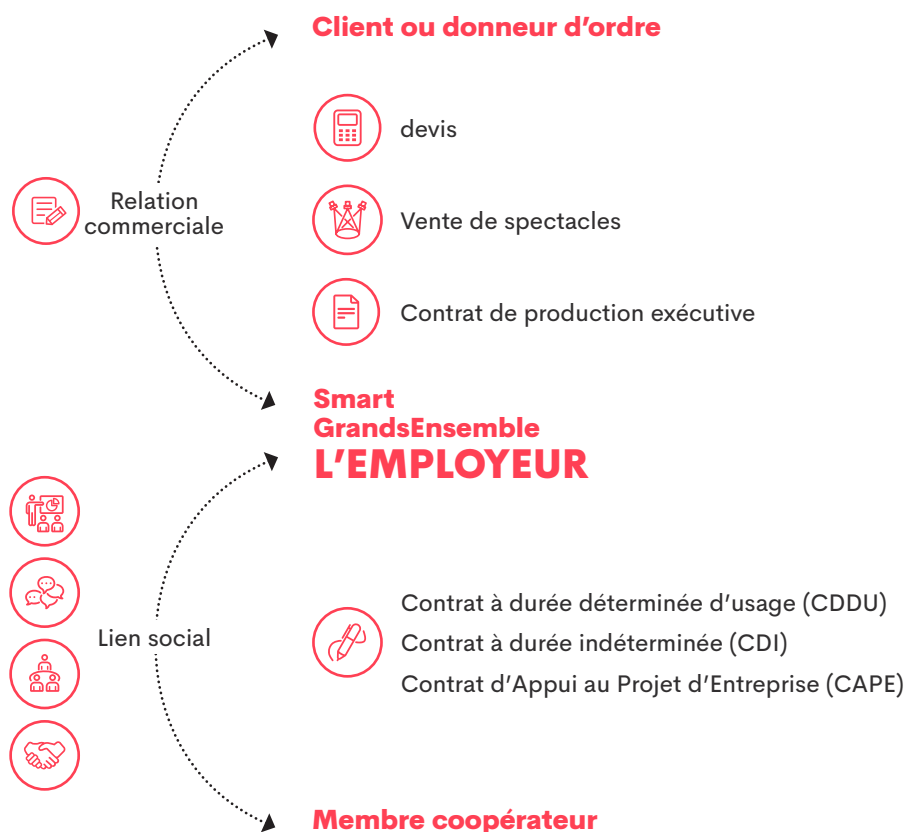 Client ou donneur d’ordre
devis
Relation
commerciale
Vente de spectacles
Contrat de production exécutive
Smart
GrandsEnsemble
L’EMPLOYEUR
Contrat à durée déterminée d’usage (CDDU)
Lien social
Contrat à durée indéterminée (CDI)
Contrat d’Appui au Projet d’Entreprise (CAPE)
Membre coopérateur